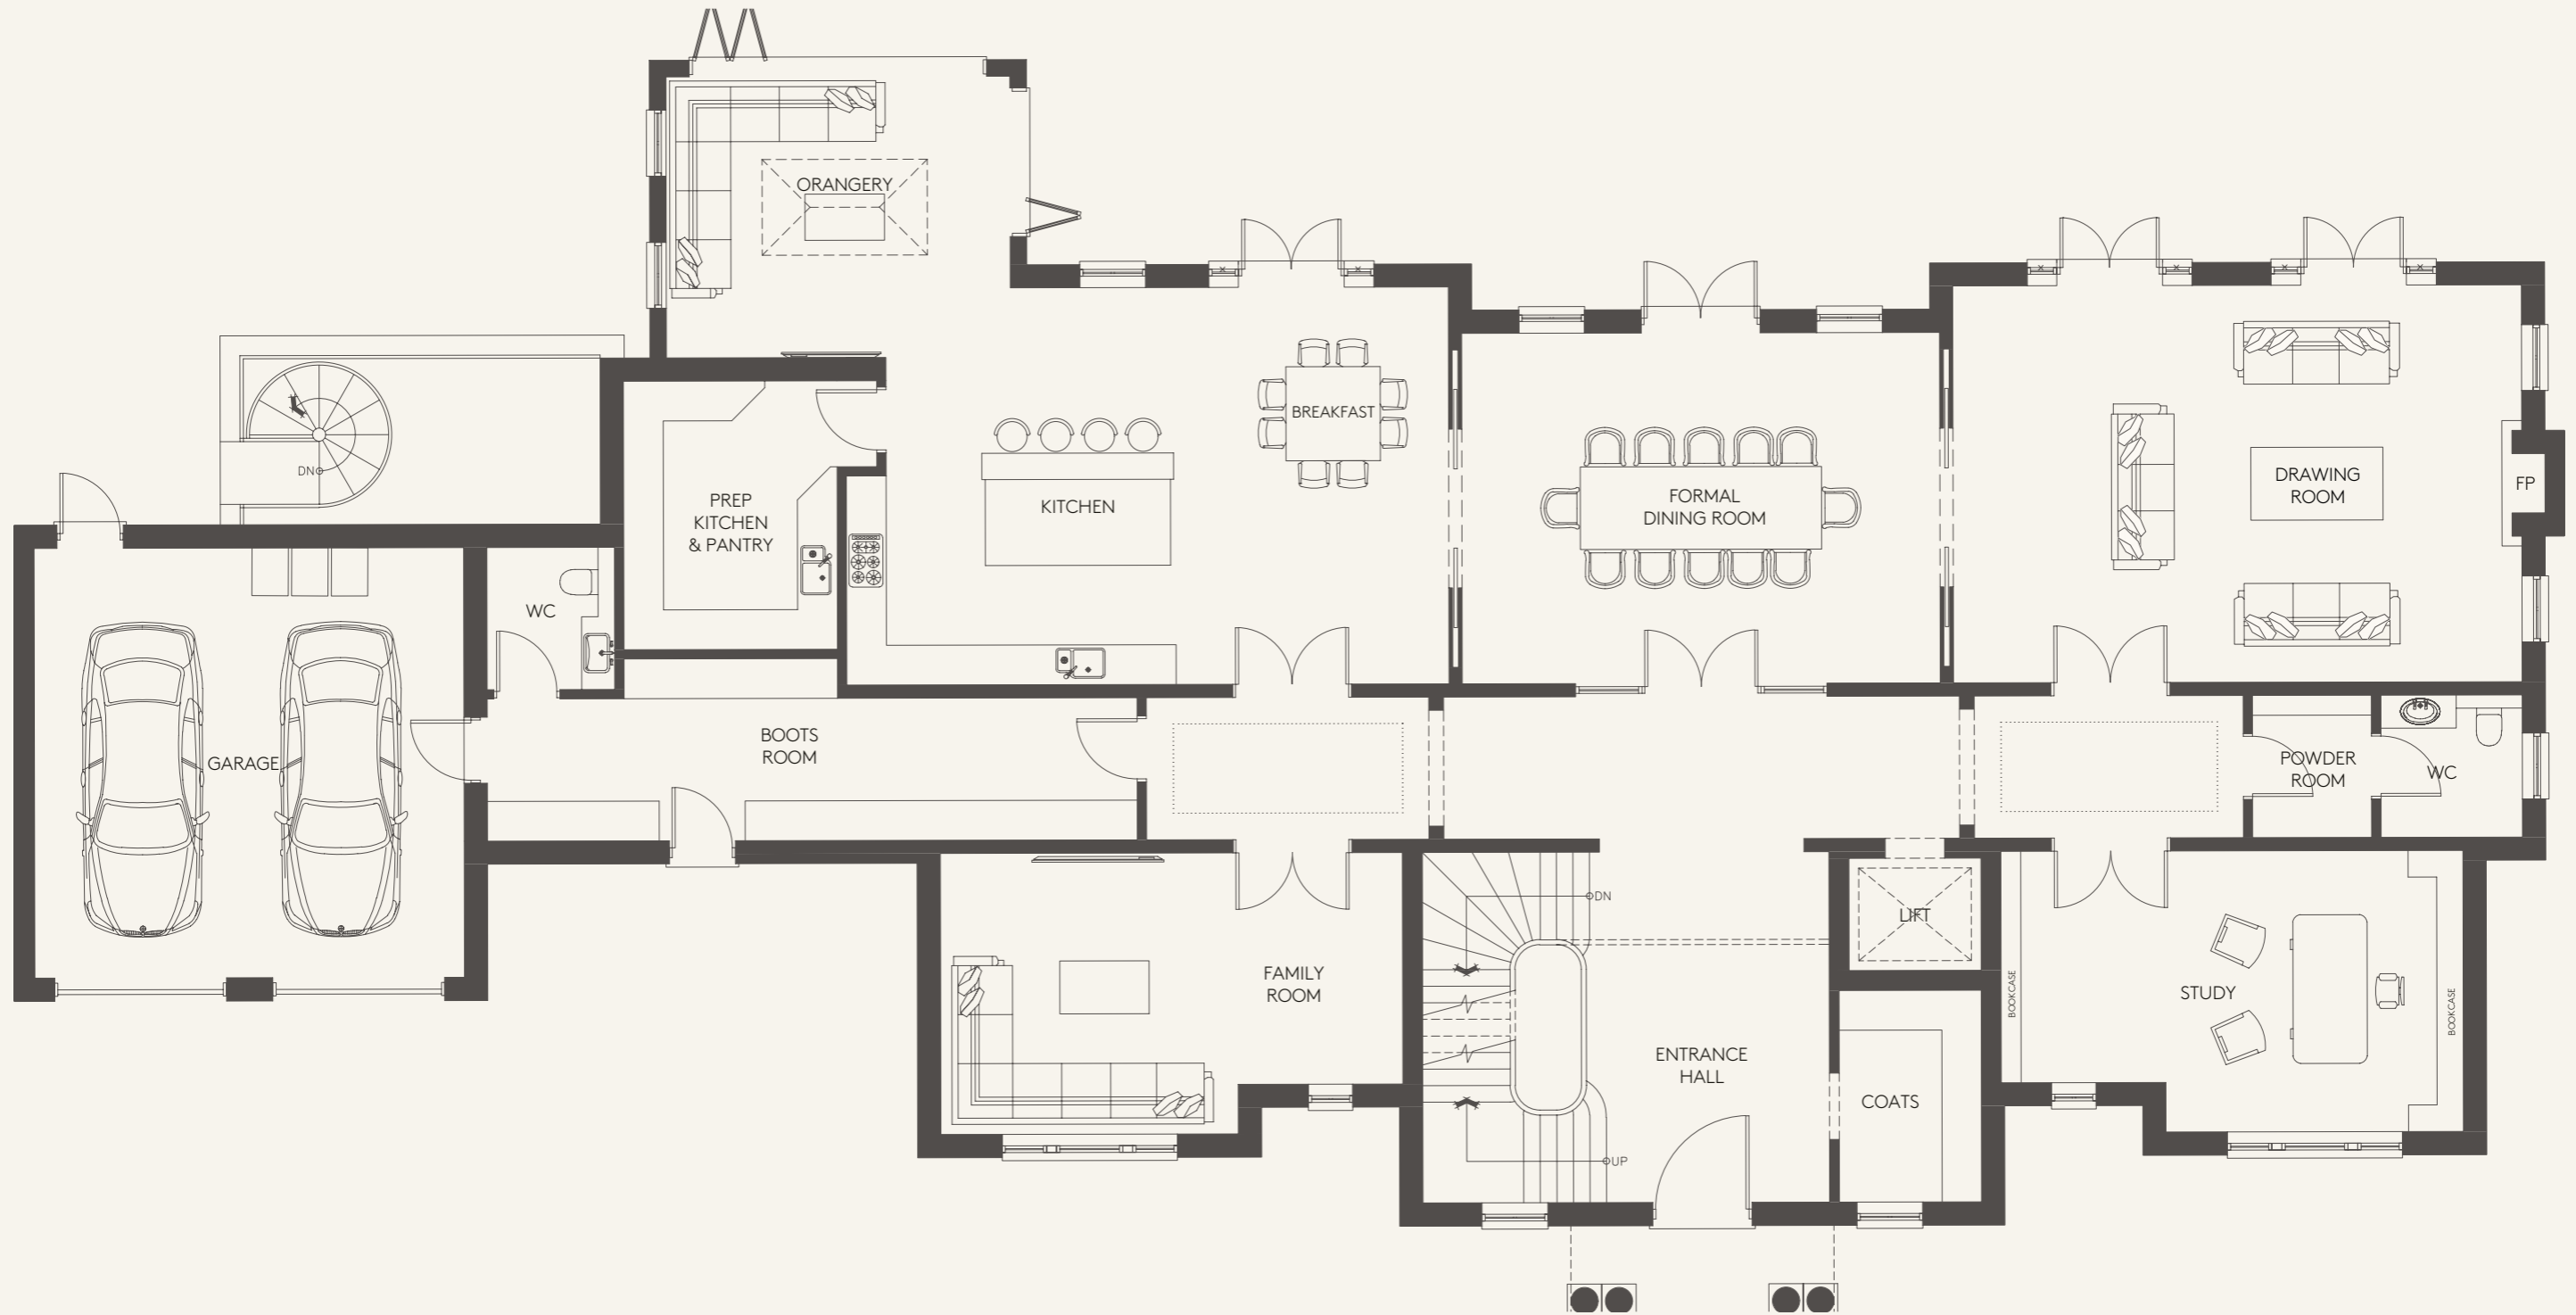 ORANGERY
BREAKFAST
KITCHEN
PREP
KITCHEN
& PANTRY
FORMAL
DINING ROOM
DRAWING
ROOM
FP
DN
WC
GARAGE
BOOTS
ROOM
POWDER
ROOM
WC
FAMILY
ROOM
DN
UP
ENTRANCE
HALL
LIFT
COATS
BOOKCASE
STUDY
BOOKCASE